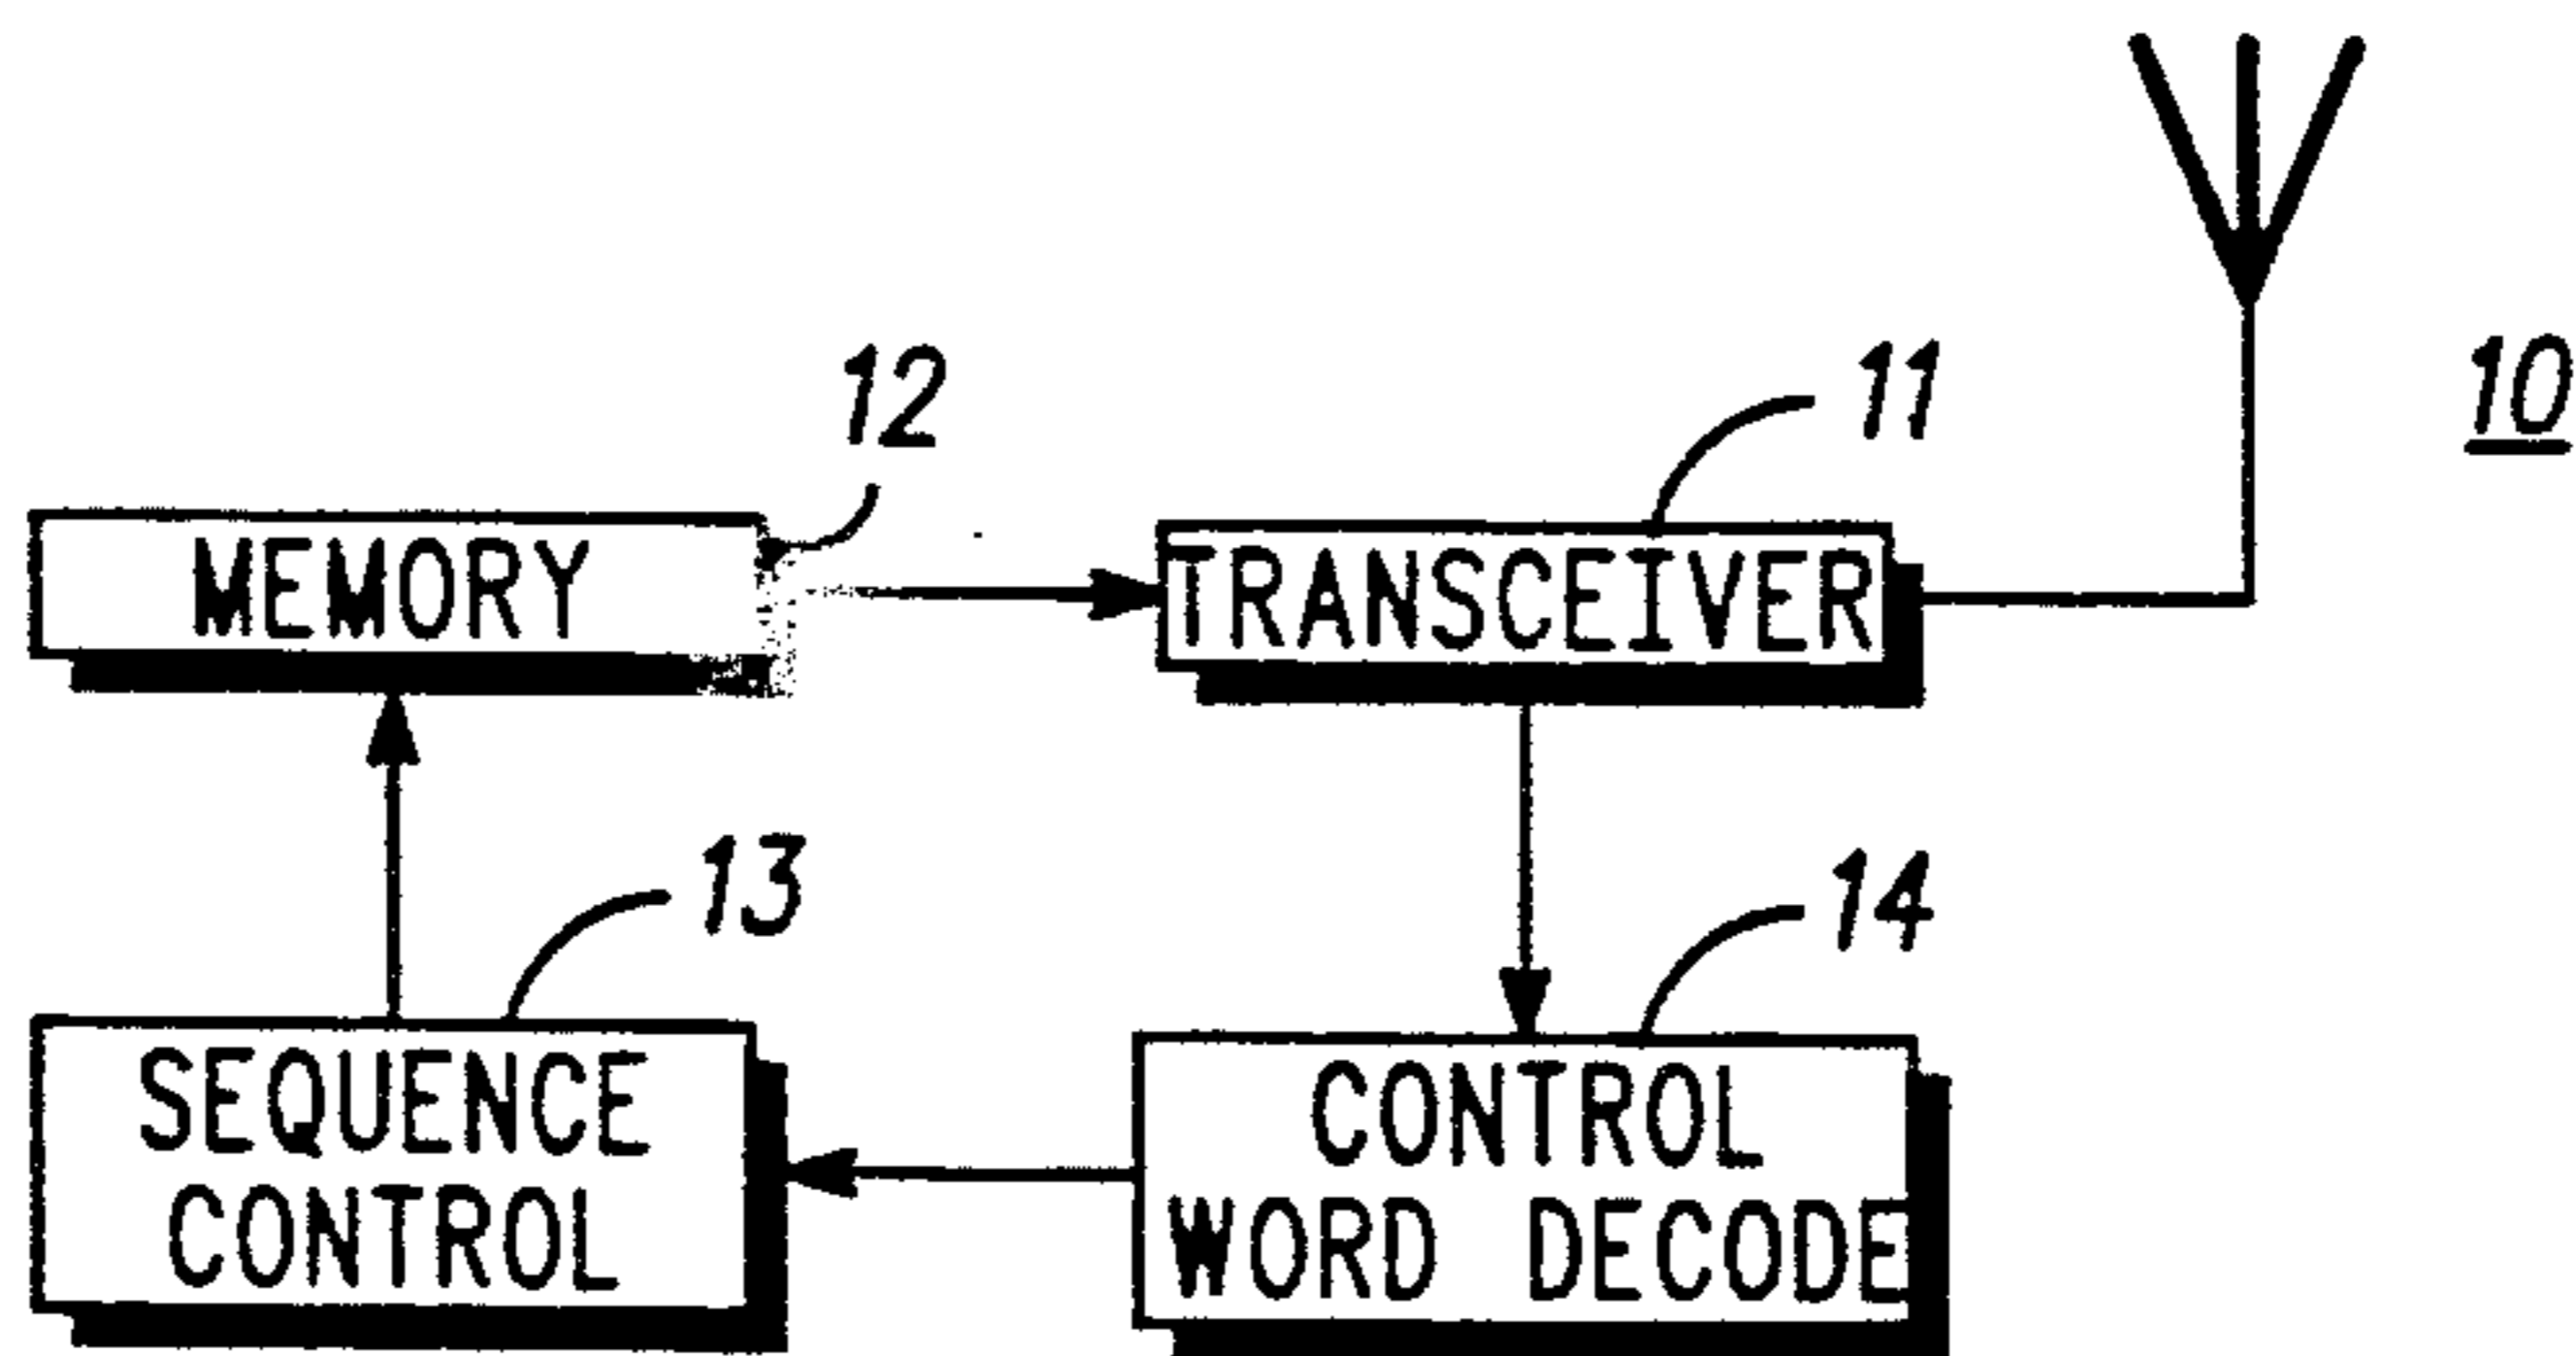 12
11
10
MEMORY
TRANSCEIVER
13
14
SEQUENCE
CONTROL
CONTROL
WORD DECODE